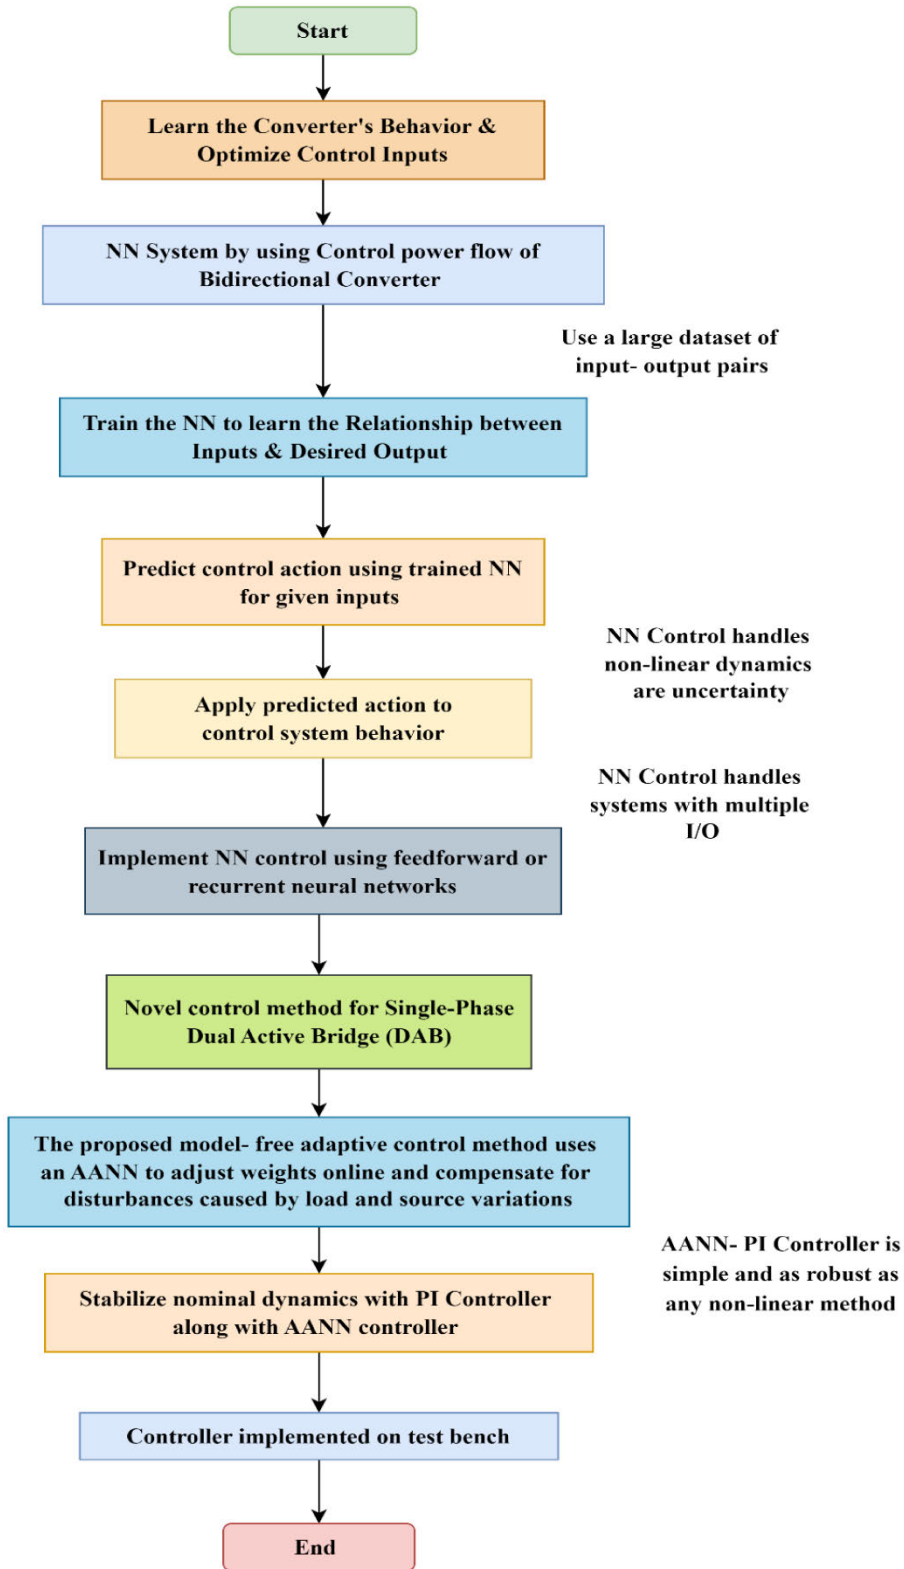 Start
Learn the Converter's Behavior &
Optimize Control Inputs
NN System by using Control power flow of
Bidirectional Converter
Use a large dataset of
input- output pairs
Train the NN to learn the Relationship between
Inputs & Desired Output
Predict control action using trained NN
for given inputs
NN Control handles
non-linear dynamics
are uncertainty
Apply predicted action to
control system behavior
NN Control handles
systems with multiple
I/O
Implement NN control using feedforward or
recurrent neural networks
Novel control method for Single-Phase
Dual Active Bridge (DAB)
The proposed model- free adaptive control method uses
an AANN to adjust weights online and compensate for
disturbances caused by load and source variations
AANN- PI Controller is
simple and as robust as
any non-linear method
Stabilize nominal dynamics with PI Controller
along with AANN controller
Controller implemented on test bench
End